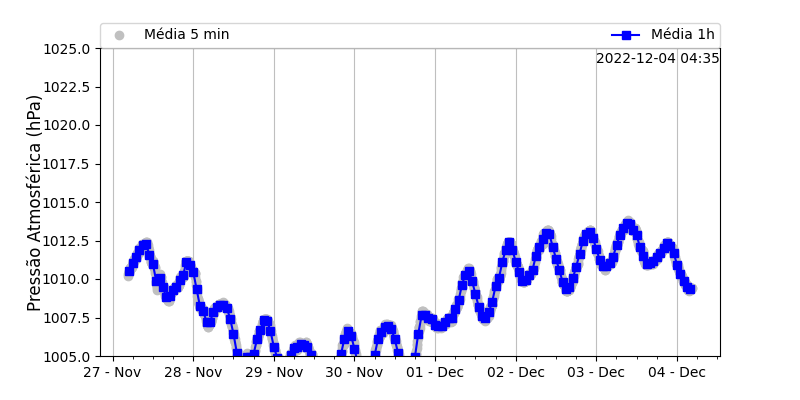 Média 5 min
Média 1h
2022-12-04 04:35
Pressão Atmosférica (hPa)
1025.0
1022.5
1020.0
1017.5
1015.0
1012.5
1010.0
1007.5
1005.0
27 - Nov
28 - Nov
29 - Nov
30 - Nov
01 - Dec
02 - Dec
03 - Dec
04 - Dec